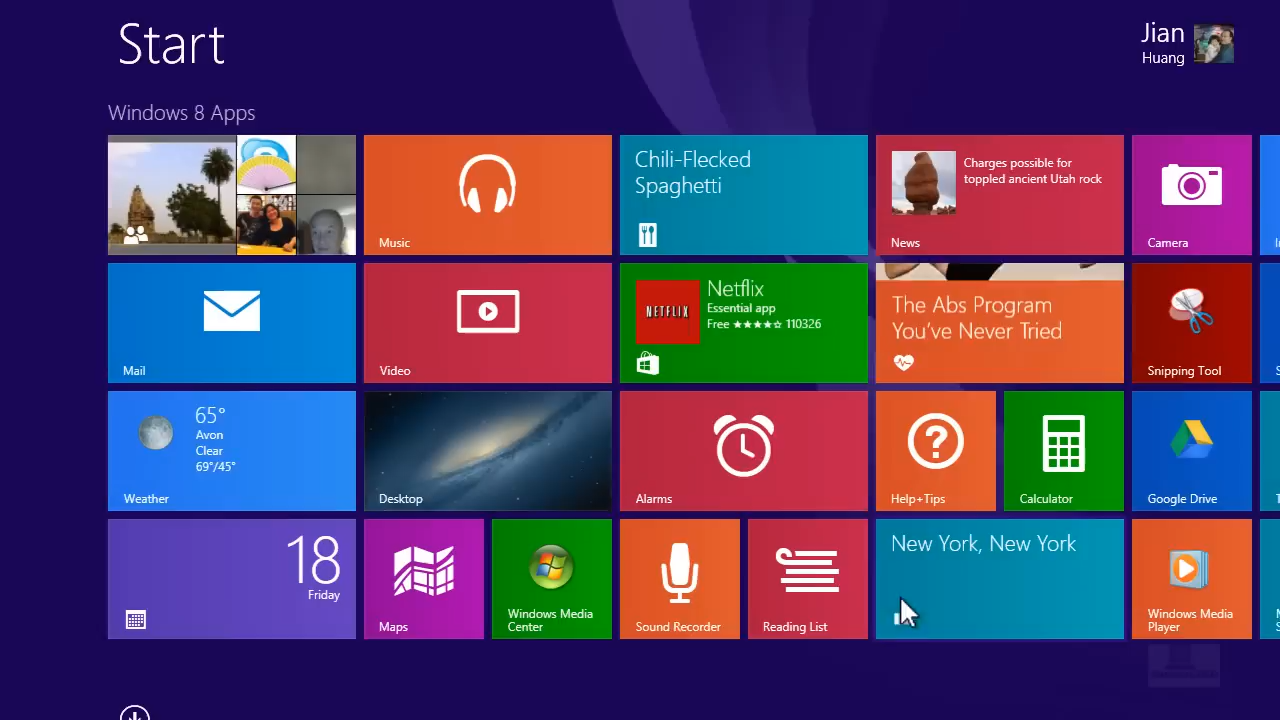 Start
Jian
Huang
Windows 8 Apps
Music
Chili-Flecked
Spaghetti
Charges possible for
toppled ancient Utah rock
News
Camera
Mail
Video
NETFLIX
Netflix
Essential app
Free ★★★★☆ 110326
The Abs Program
You've Never Tried
Snipping Tool
65°
Avon
Clear
69°/45°
Weather
Desktop
Alarms
Help+Tips
Calculator
Google Drive
18
Friday
Maps
Windows Media
Center
Sound Recorder
Reading List
New York, New York
Windows Media
Player